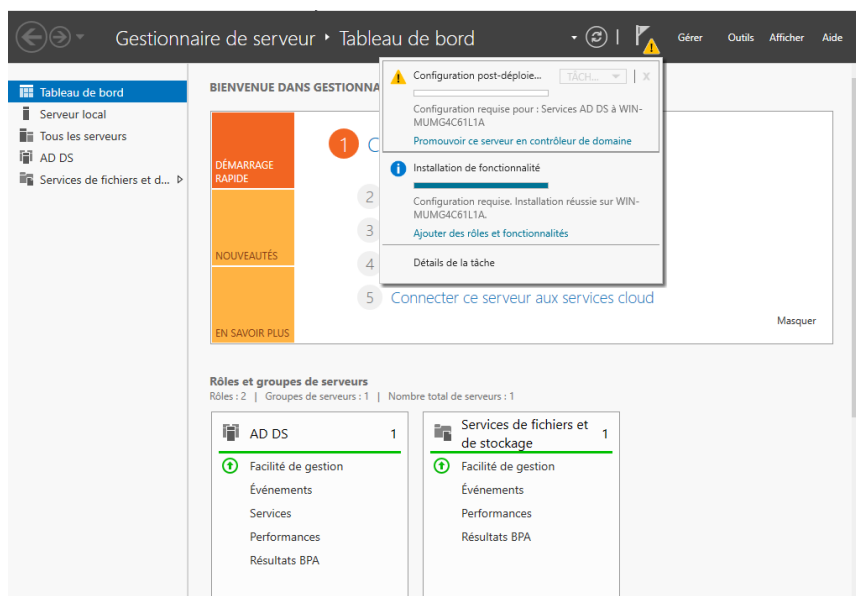 Gestionnaire de serveur ‣ Tableau de bord
Gérer Outils Afficher Aide
Tableau de bord
Serveur local
Tous les serveurs
AD DS
Services de fichiers et d...
BIENVENUE DANS GESTIONNA
DÉMARRAGE
RAPIDE
NOUVEAUTÉS
EN SAVOIR PLUS
1 C
2
3
4
5 Connecter ce serveur aux services cloud
Masquer
Configuration post-déploie... TÂCH... X
Configuration requise pour : Services AD DS à WIN-
MUMG4C61L1A
Promouvoir ce serveur en contrôleur de domaine
Installation de fonctionnalité
Configuration requise. Installation réussie sur WIN-
MUMG4C61L1A.
Ajouter des rôles et fonctionnalités
Détails de la tâche
Rôles et groupes de serveurs
Rôles : 2 | Groupes de serveurs : 1 | Nombre total de serveurs : 1
AD DS 1
Facilité de gestion
Événements
Services
Performances
Résultats BPA
Services de fichiers et
de stockage 1
Facilité de gestion
Événements
Performances
Résultats BPA